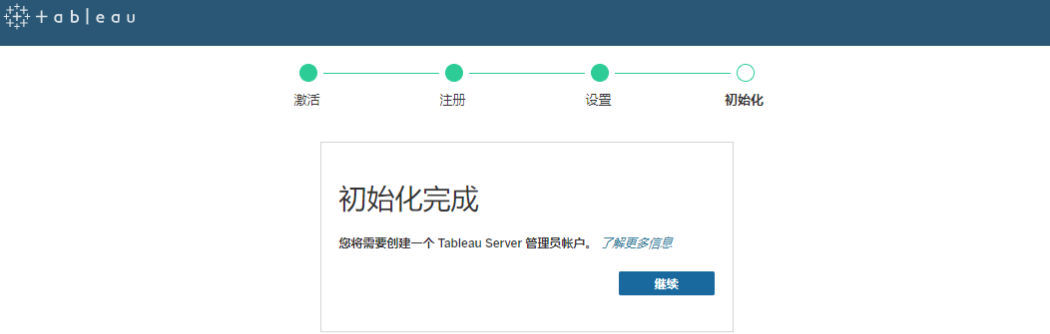 +ableau
激活 注册 设置 初始化
初始化完成
您将需要创建一个 Tableau Server 管理员帐户。 了解更多信息
继续